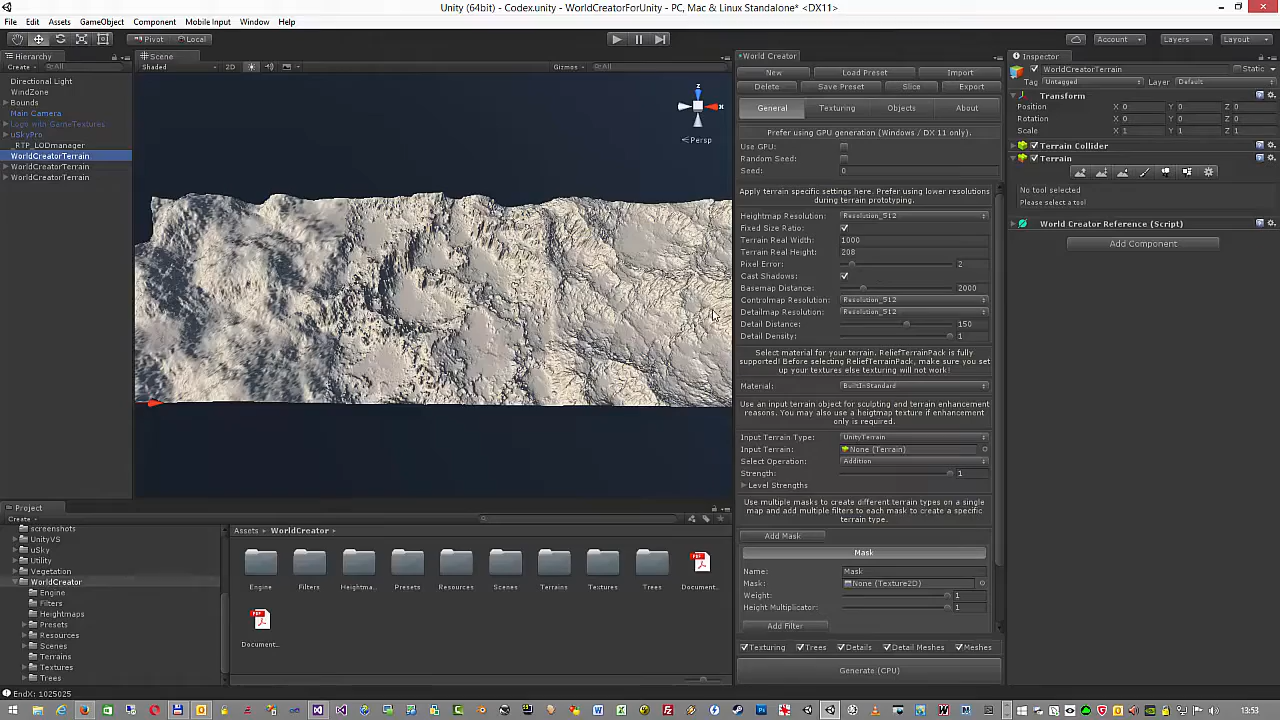 Unity (64bit) - Codex.unity - WorldCreatorForUnity - PC, Mac & Linux Standalone* <DX11>
File Edit Assets GameObject Component Mobile Input Window Help
Pivot Local Account Layers Layout
Hierarchy
Create All
Directional Light
WindZone
Bounds
Main Camera
Logo with GameTextures
uSkyPro
_RTP_LODmanager
WorldCreatorTerrain
WorldCreatorTerrain
WorldCreatorTerrain
Scene
Shaded 2D Gizmos All
z
x
Persp
World Creator
New Load Preset Import
Delete Save Preset Slice Export
General Texturing Objects About
Prefer using GPU generation (Windows / DX 11 only).
Use GPU:
Random Seed:
Seed: 0
Apply terrain specific settings here. Prefer using lower resolutions
during terrain prototyping.
Heightmap Resolution: Resolution_512
Fixed Size Ratio:
Terrain Real Width: 1000
Terrain Real Height: 208
Pixel Error: 2
Cast Shadows:
Basemap Distance: 2000
Controlmap Resolution: Resolution_512
Detailmap Resolution: Resolution_512
Detail Distance: 150
Detail Density: 1
Select material for your terrain. ReliefTerrainPack is fully
supported! Before selecting ReliefTerrainPack, make sure you set
up your textures else texturing will not work!
Material: BuiltInStandard
Use an input terrain object for sculpting and terrain enhancement
reasons. You may also use a heigtmap texture if enhancement
only is required.
Input Terrain Type: UnityTerrain
Input Terrain: None (Terrain)
Select Operation: Addition
Strength: 1
Level Strengths
Use multiple masks to create different terrain types on a single
map and add multiple filters to each mask to create a specific
terrain type.
Add Mask
Mask
Name: Mask
Mask: None (Texture2D)
Weight: 1
Height Multiplicator: 1
Add Filter
Texturing Trees Details Detail Meshes Meshes
Generate (CPU)
Inspector
WorldCreatorTerrain Static
Tag Untagged Layer Default
Transform
Position X 0 Y 0 Z 0
Rotation X 0 Y 0 Z 0
Scale X 1 Y 1 Z 1
Terrain Collider
Terrain
No tool selected
Please select a tool
World Creator Reference (Script)
Add Component
Project
Create
screenshots
UnityVS
uSky
Utility
Vegetation
WorldCreator
Engine
Filters
Heightmaps
Presets
Resources
Scenes
Terrains
Textures
Trees
Assets WorldCreator
Engine Filters Heightma... Presets Resources Scenes Terrains Textures Trees Document...
Document...
EndX: 1025025
13:53